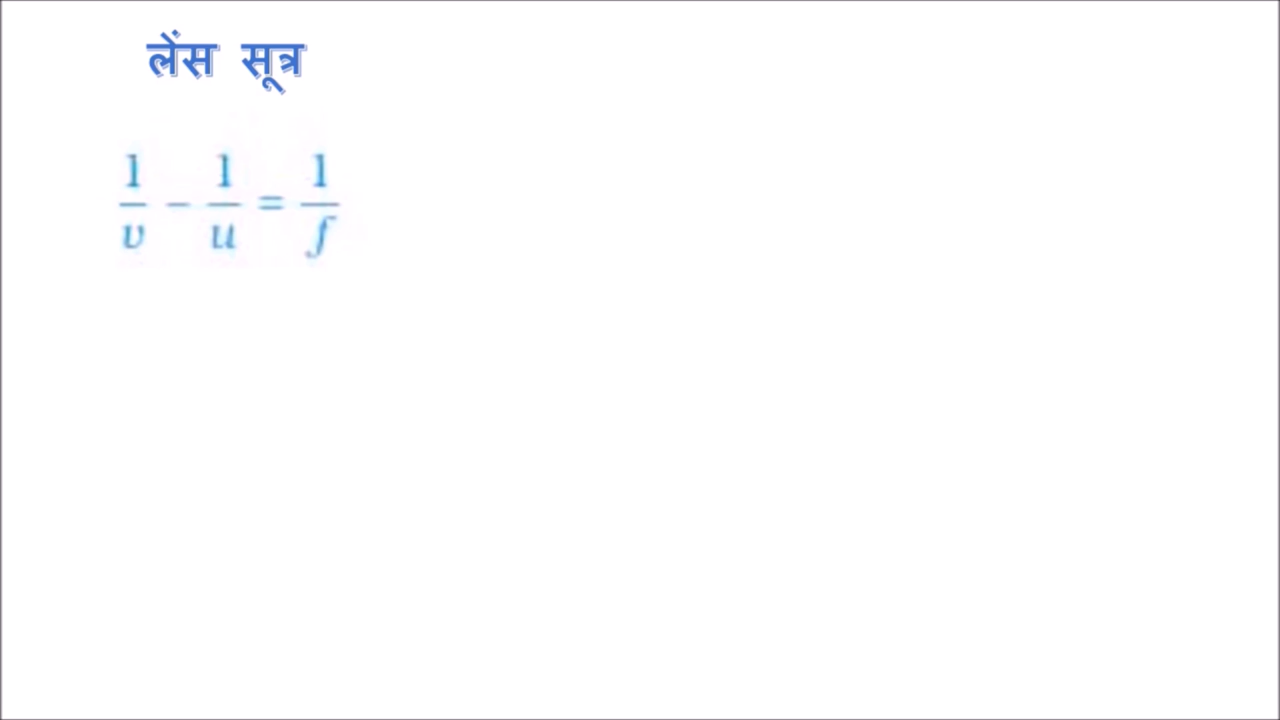 लेंस सूत्र
1/v − 1/u = 1/f